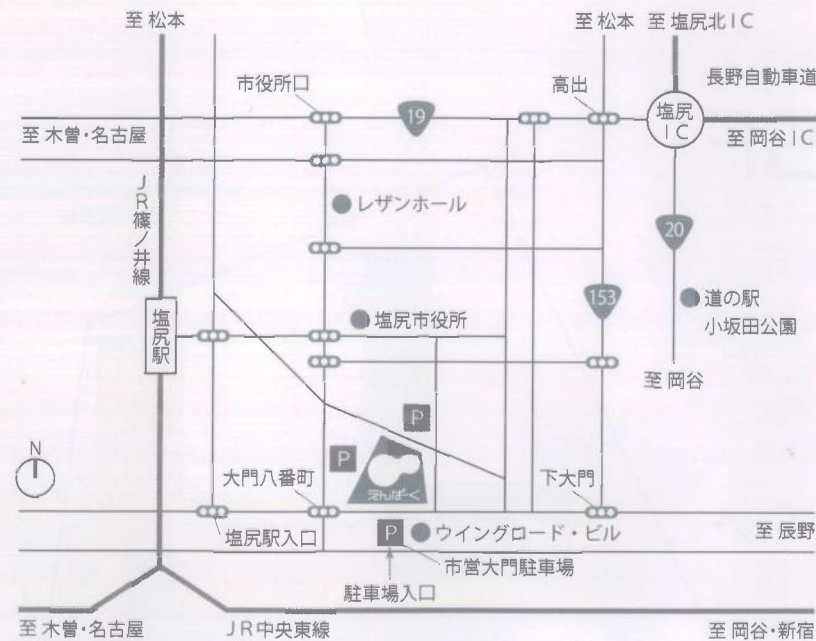 至 松本
至 松本
至 塩尻北IC
市役所口
高出
長野自動車道
19
塩尻
IC
至 木曽・名古屋
至 岡谷IC
JR篠ノ井線
レザンホール
20
153
道の駅
小坂田公園
塩尻市役所
塩尻駅
至 岡谷
P
N
P
大門八番町
えんぱーく
下大門
塩尻駅入口
P
ウイングロード・ビル
至 辰野
市営大門駐車場
駐車場入口
至 木曽・名古屋
JR中央東線
至 岡谷・新宿